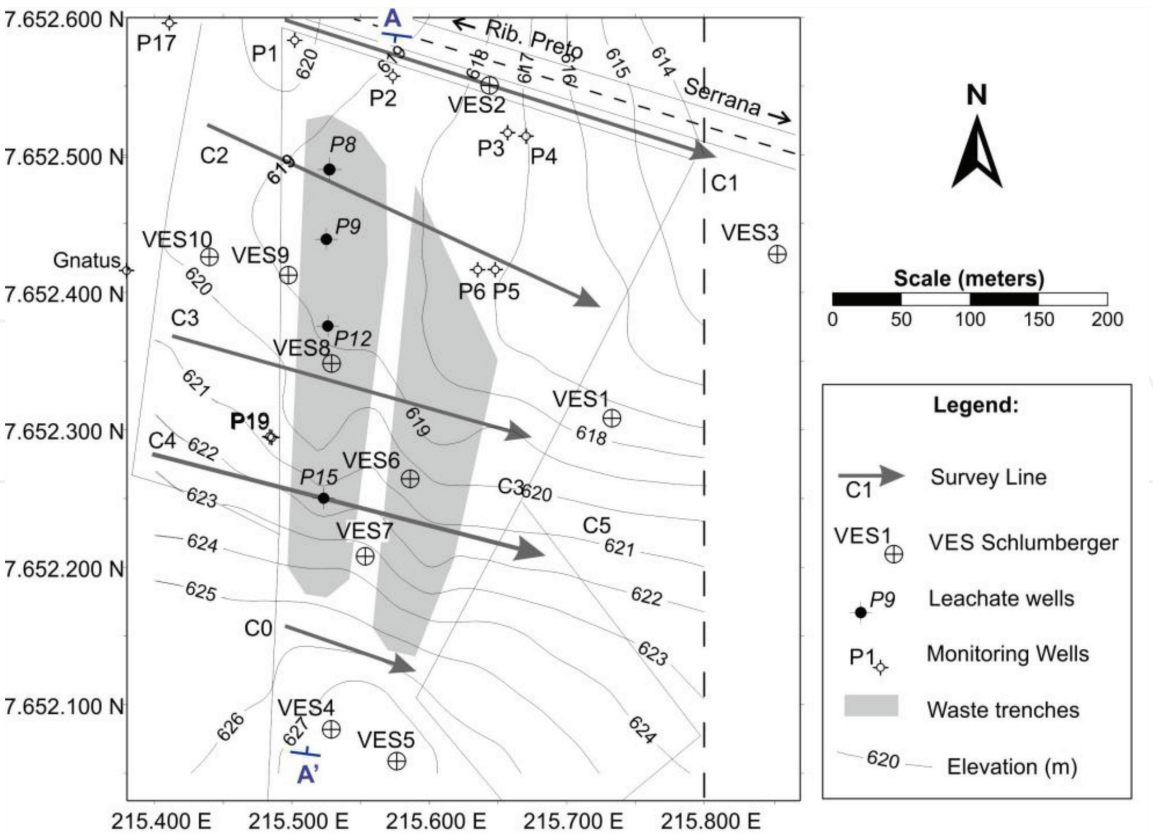 7.652.600 N
7.652.500 N
7.652.400 N
7.652.300 N
7.652.200 N
7.652.100 N
215.400 E
215.500 E
215.600 E
215.700 E
215.800 E
P17
P1
620
A
619
P2
618
617
616
615
614
Rib. Preto
Serrana
VES2
P3
P4
C1
C2
619
P8
P9
VES10
VES9
Gnatus
620
P6
P5
VES3
C3
P12
VES8
621
619
VES1
618
P19
C4
622
P15
VES6
C3
620
623
VES7
C5
621
624
625
622
C0
623
626
VES4
627
VES5
624
A'
N
Scale (meters)
0 50 100 150 200
Legend:
C1 Survey Line
VES1 VES Schlumberger
P9 Leachate wells
P1 Monitoring Wells
Waste trenches
620 Elevation (m)